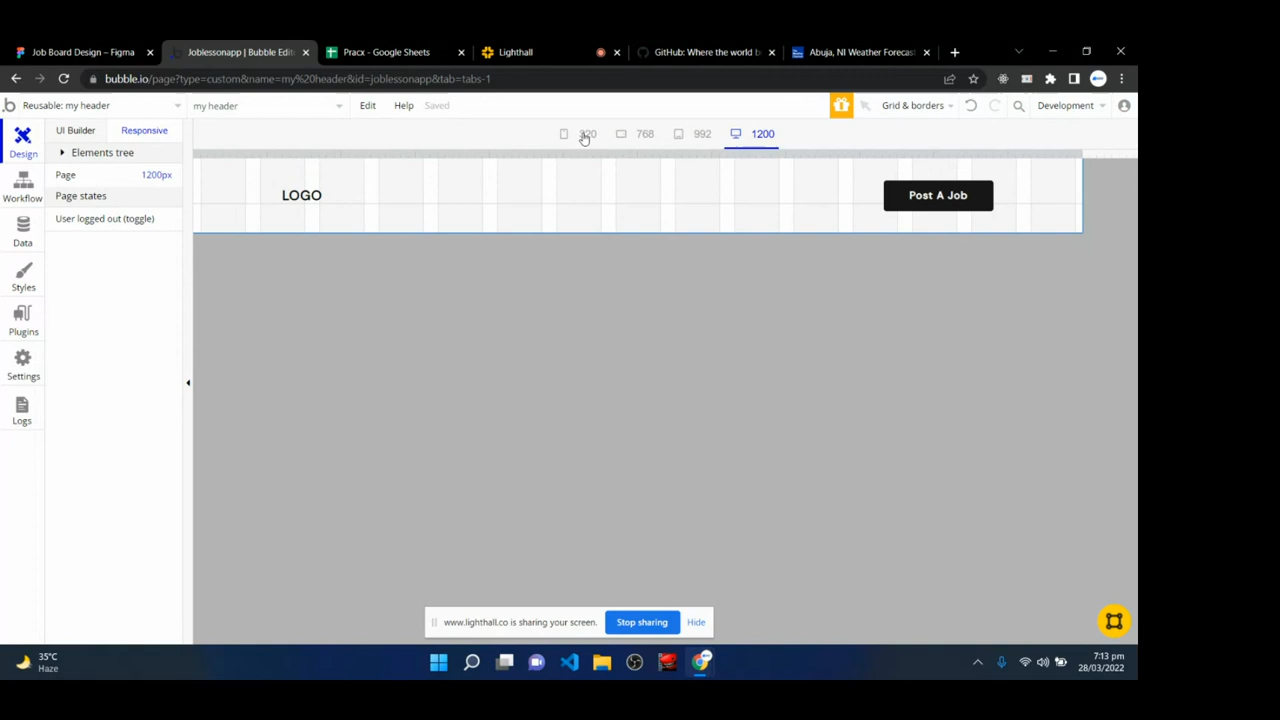 Job Board Design – Figma
Joblessonapp | Bubble Edit
Pracx - Google Sheets
Lighthall
GitHub: Where the world b
Abuja, NI Weather Forecas
bubble.io/page?type=custom&name=my%20header&id=joblessonapp&tab=tabs-1
Reusable: my header
my header
Edit
Help
Saved
Grid & borders
Development
Design
Workflow
Data
Styles
Plugins
Settings
Logs
UI Builder
Responsive
Elements tree
Page
1200px
Page states
User logged out (toggle)
320
768
992
1200
LOGO
Post A Job
www.lighthall.co is sharing your screen.
Stop sharing
Hide
35°C
Haze
7:13 pm
28/03/2022